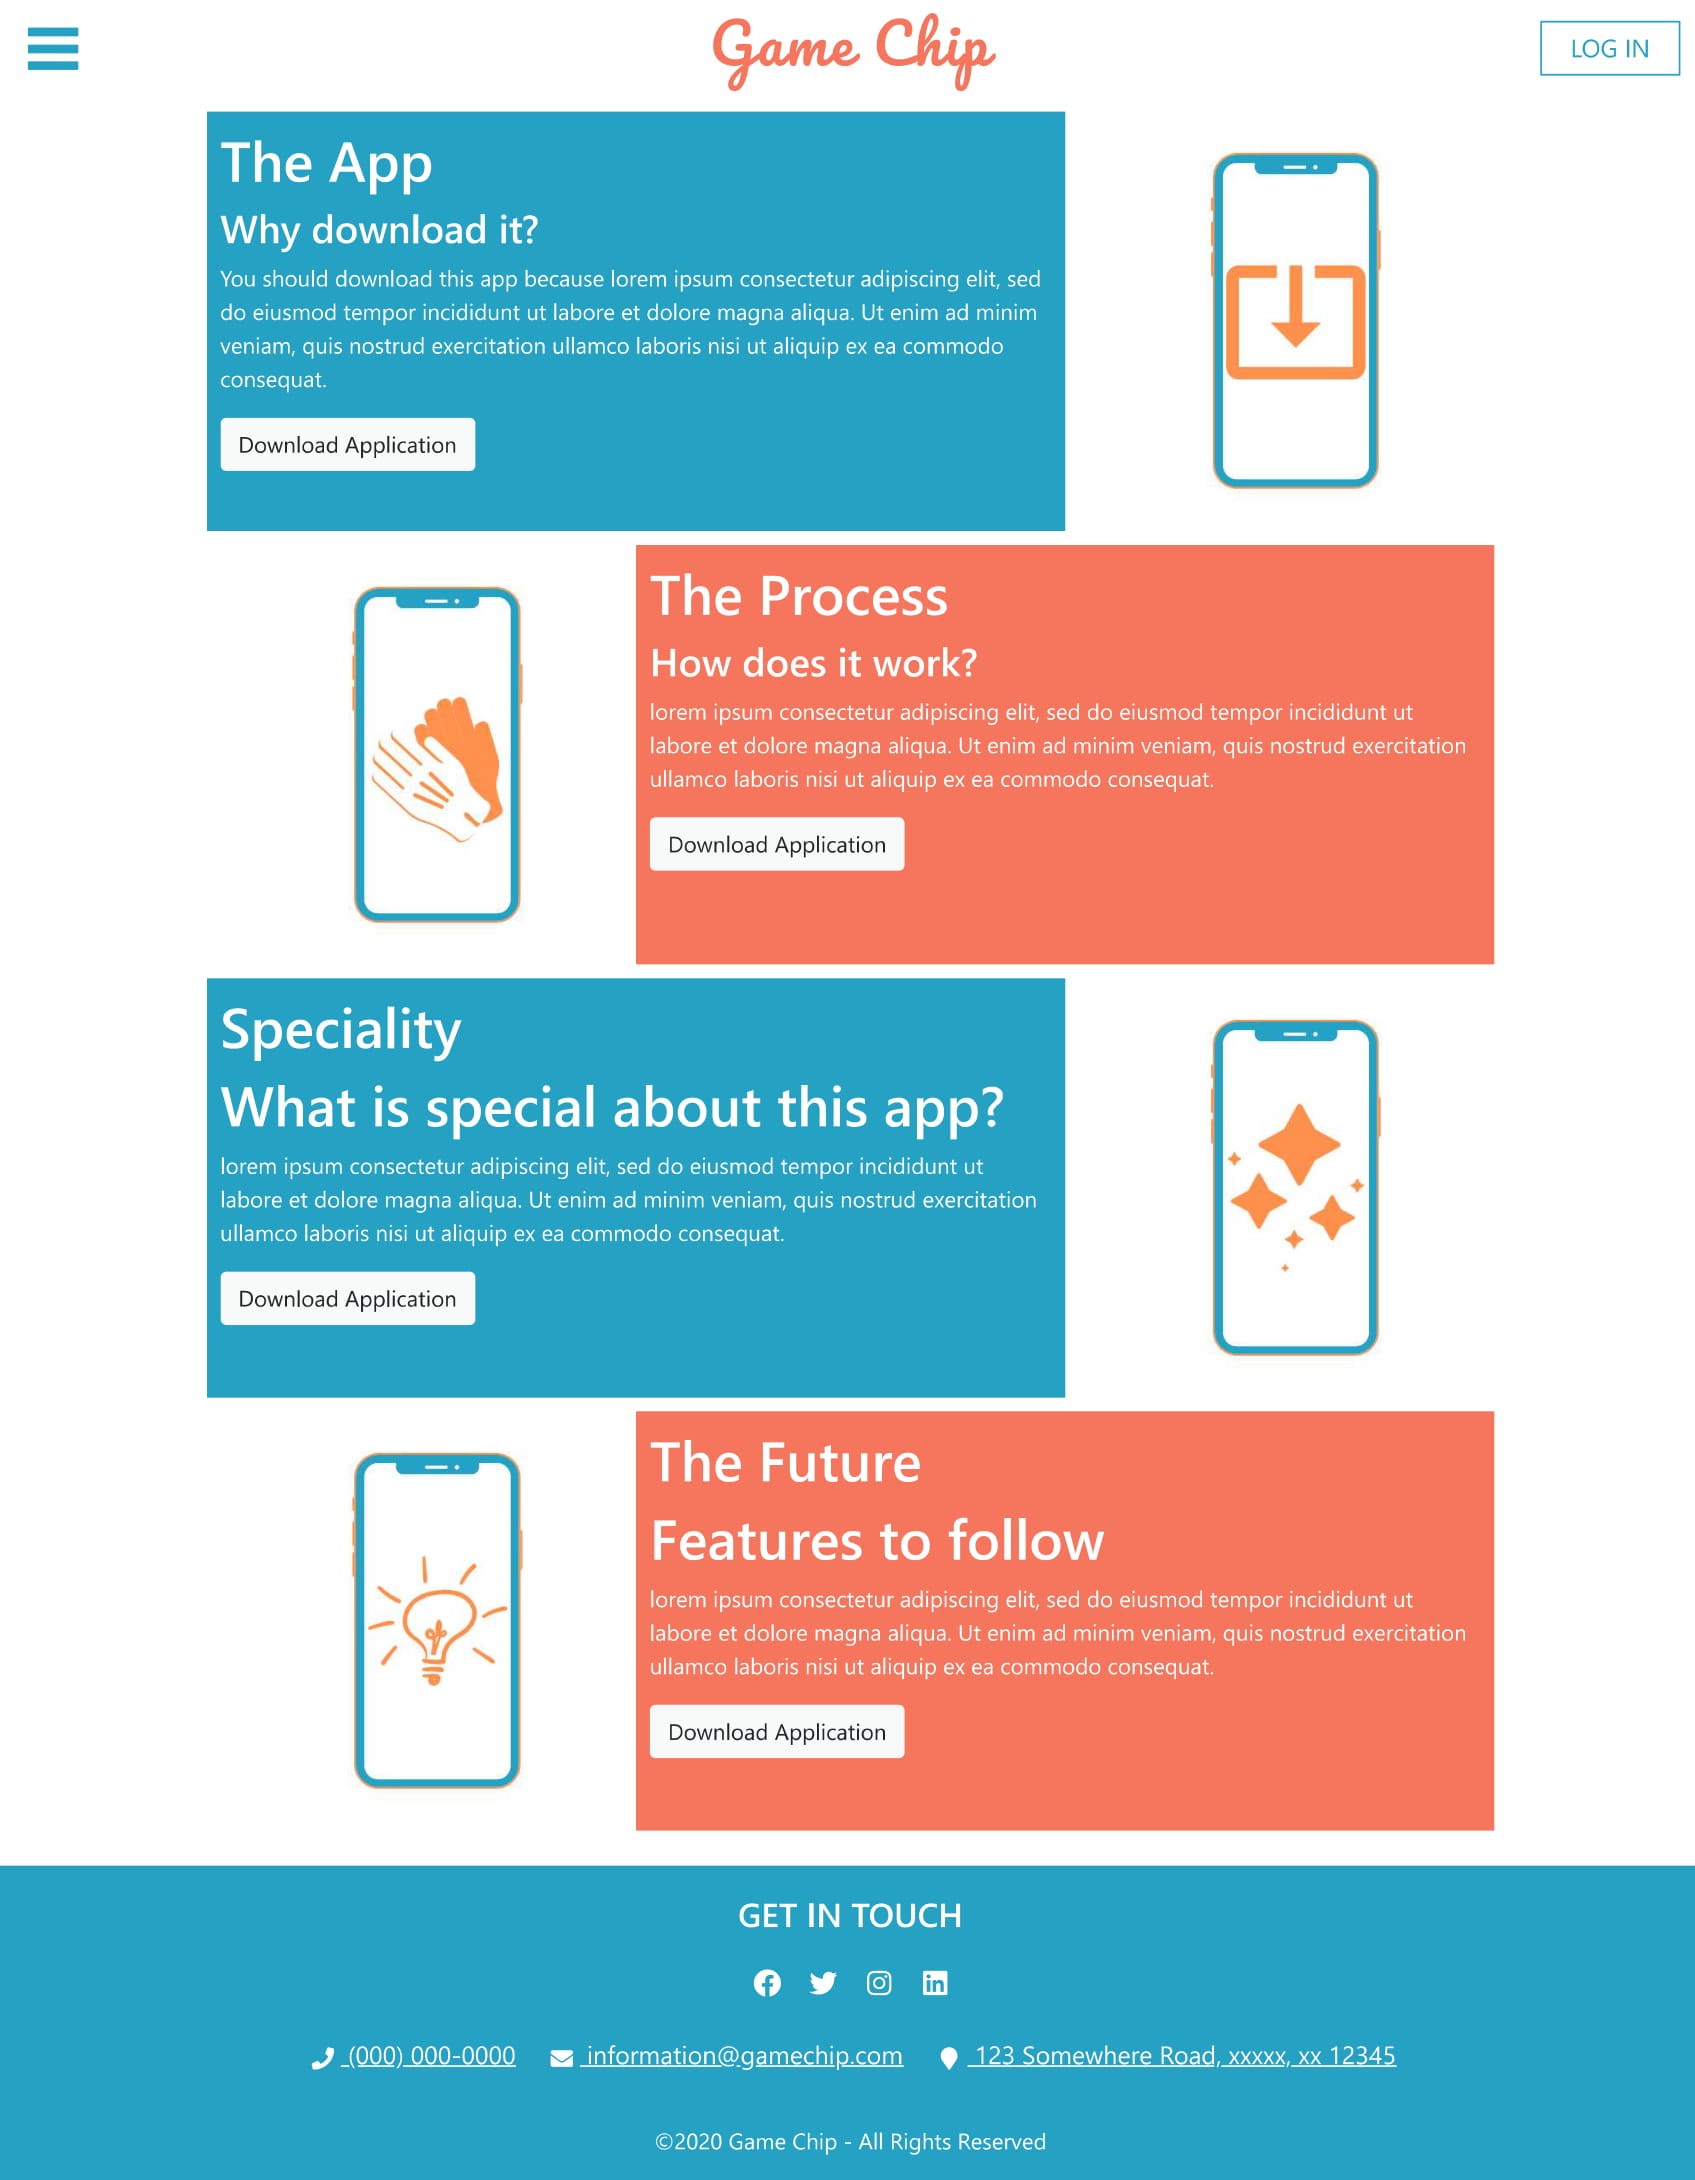 Game Chip
LOG IN
The App
Why download it?
You should download this app because lorem ipsum consectetur adipiscing elit, sed
do eiusmod tempor incididunt ut labore et dolore magna aliqua. Ut enim ad minim
veniam, quis nostrud exercitation ullamco laboris nisi ut aliquip ex ea commodo
consequat.
Download Application
The Process
How does it work?
lorem ipsum consectetur adipiscing elit, sed do eiusmod tempor incididunt ut
labore et dolore magna aliqua. Ut enim ad minim veniam, quis nostrud exercitation
ullamco laboris nisi ut aliquip ex ea commodo consequat.
Download Application
Speciality
What is special about this app?
lorem ipsum consectetur adipiscing elit, sed do eiusmod tempor incididunt ut
labore et dolore magna aliqua. Ut enim ad minim veniam, quis nostrud exercitation
ullamco laboris nisi ut aliquip ex ea commodo consequat.
Download Application
The Future
Features to follow
lorem ipsum consectetur adipiscing elit, sed do eiusmod tempor incididunt ut
labore et dolore magna aliqua. Ut enim ad minim veniam, quis nostrud exercitation
ullamco laboris nisi ut aliquip ex ea commodo consequat.
Download Application
GET IN TOUCH
(000) 000-0000 information@gamechip.com 123 Somewhere Road, xxxxx, xx 12345
©2020 Game Chip - All Rights Reserved